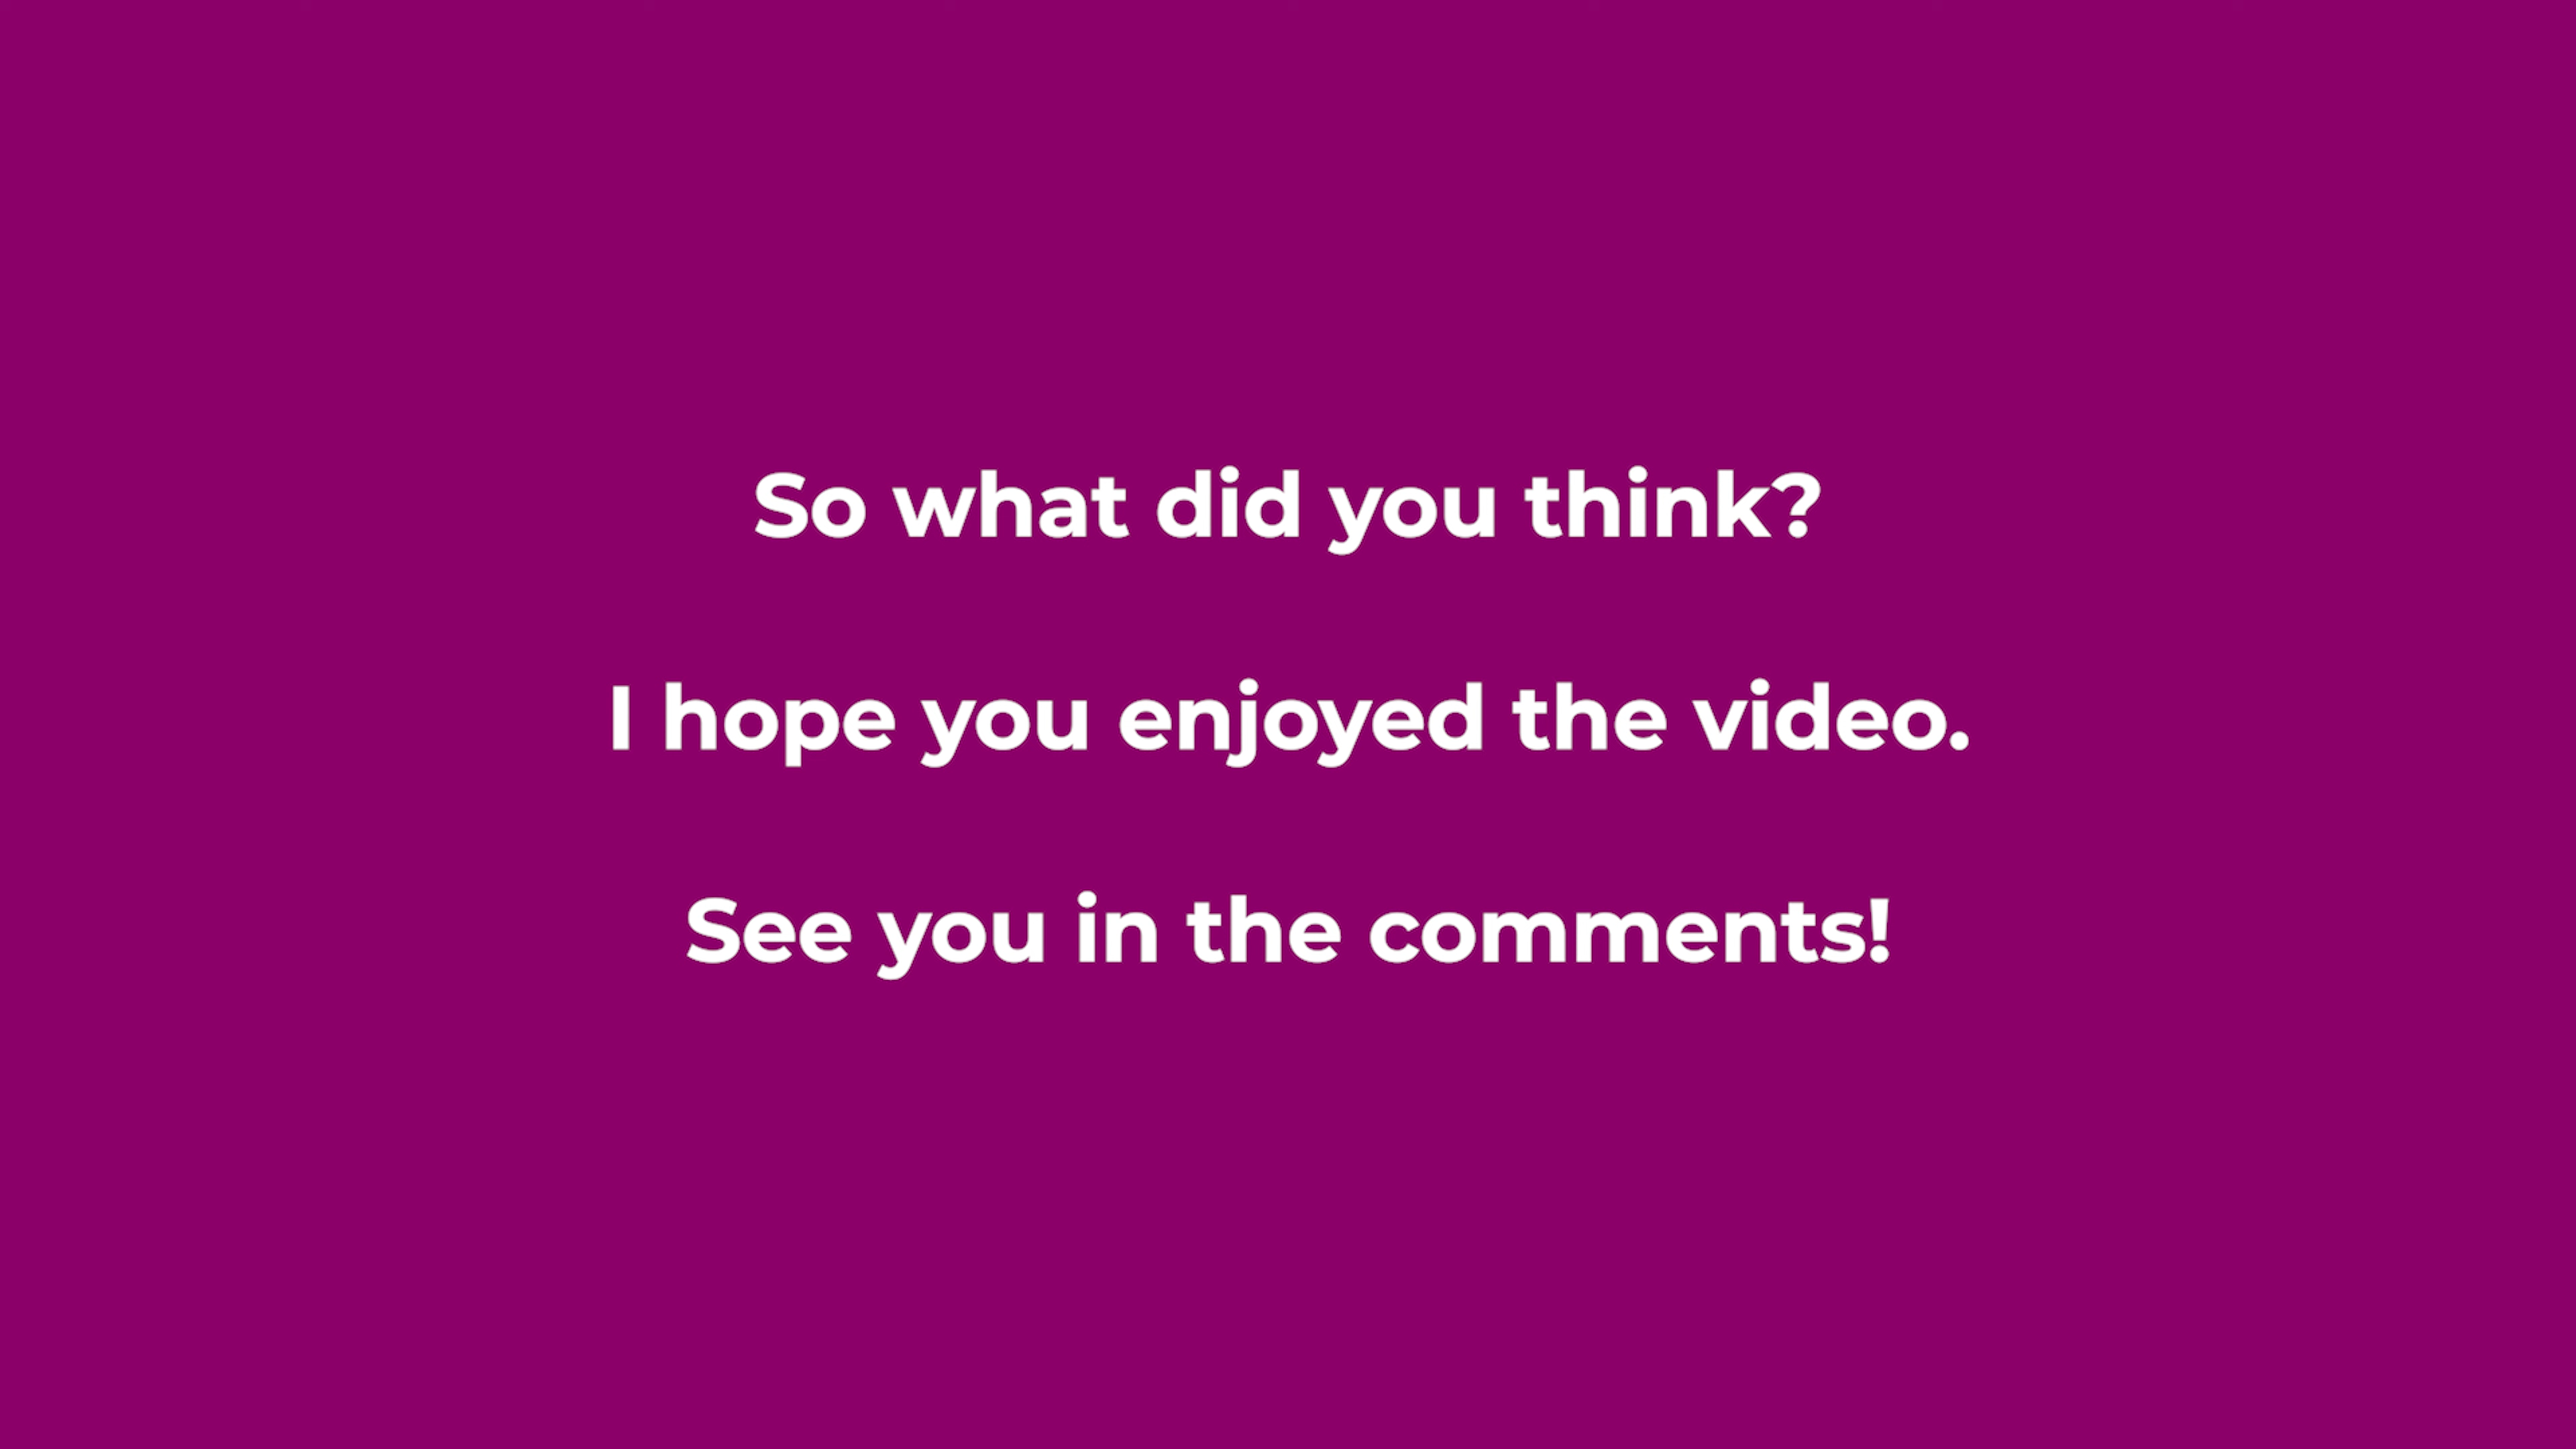 So what did you think?
I hope you enjoyed the video.
See you in the comments!